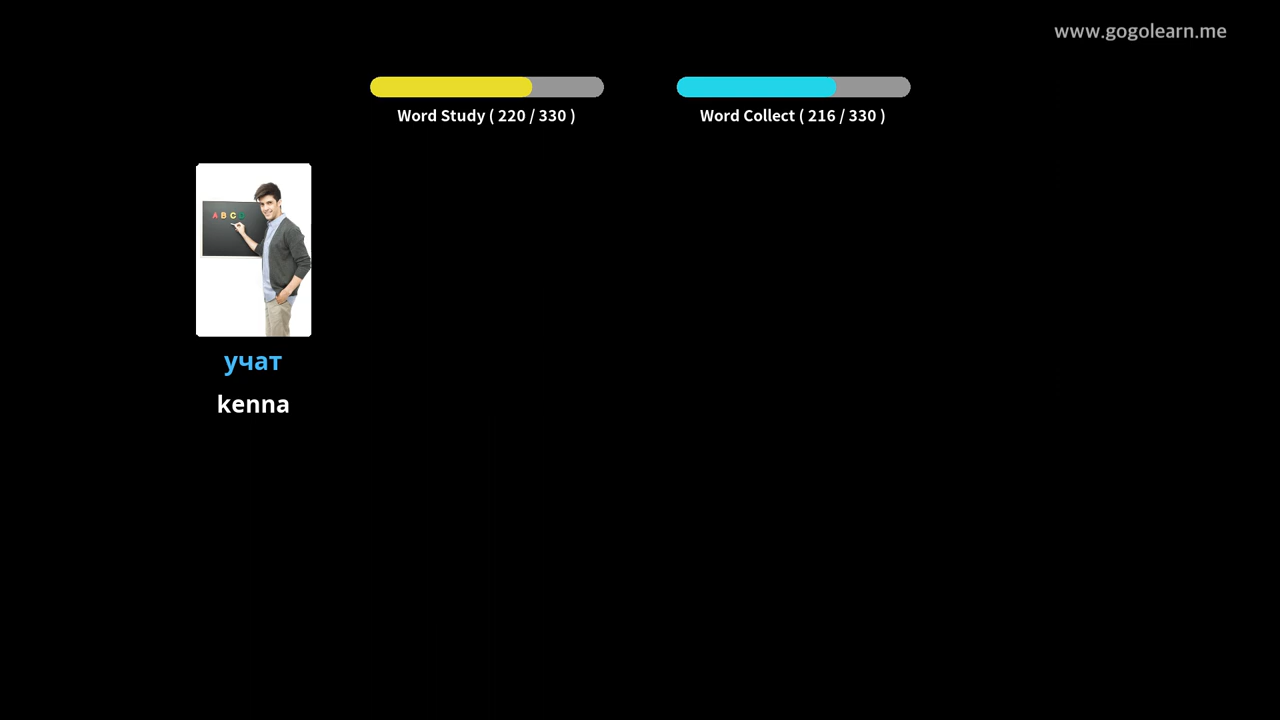 www.gogolearn.me
Word Study ( 220 / 330 )
Word Collect ( 216 / 330 )
A B C D
учат
kenna